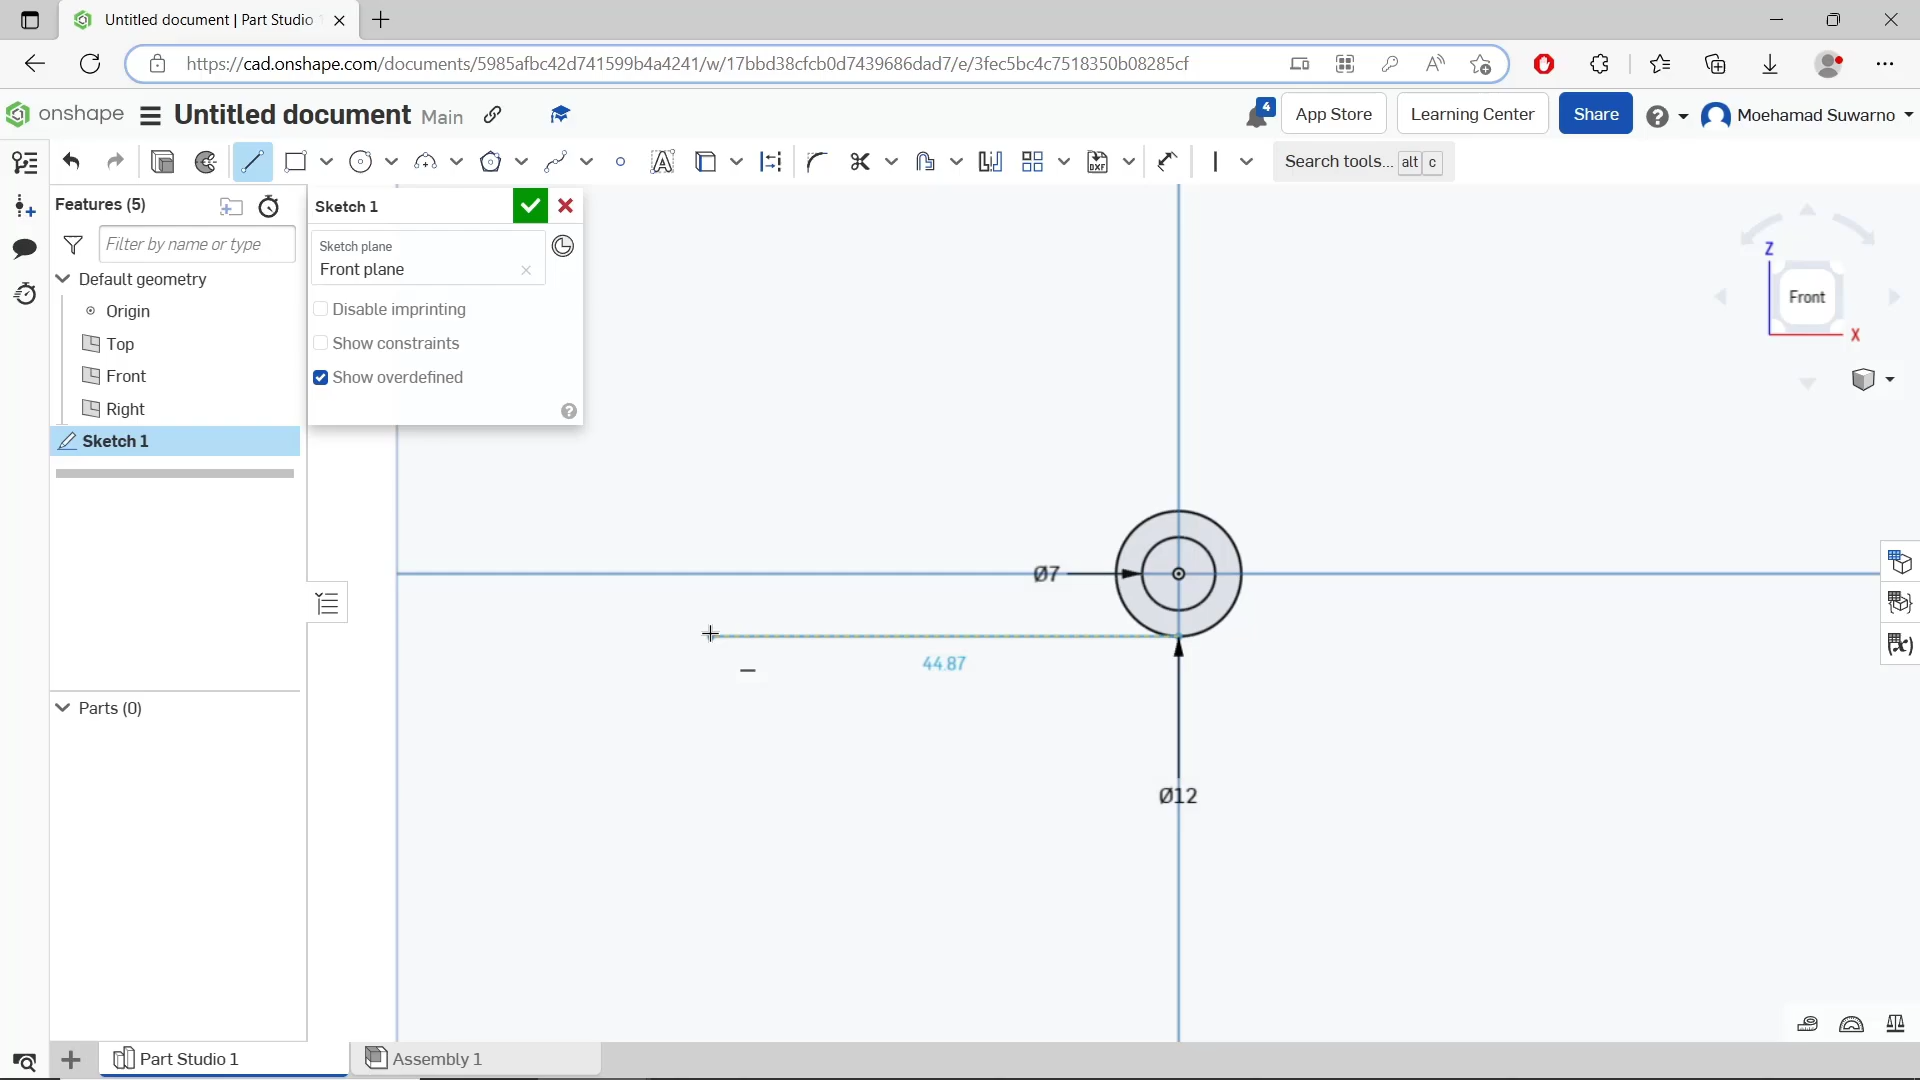 Untitled document | Part Studio
https://cad.onshape.com/documents/5985afbc42d741599b4a4241/w/17bbd38cfcb0d7439686dad7/e/3fec5bc4c7518350b08285cf
onshape Untitled document Main
4 App Store Learning Center Share Moehamad Suwarno
Search tools... alt c
Features (5)
Filter by name or type
Default geometry
Origin
Top
Front
Right
Sketch 1
Parts (0)
Sketch 1
Sketch plane
Front plane
Disable imprinting
Show constraints
Show overdefined
Z
Front
X
Ø7
44.87
Ø12
Part Studio 1
Assembly 1